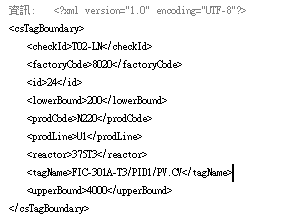 資訊: <?xml version="1.0" encoding="UTF-8"?>
<csTagBoundary>
<checkId>T02-LN</checkId>
<factoryCode>8020</factoryCode>
<id>24</id>
<lowerBound>200</lowerBound>
<prodCode>N220</prodCode>
<prodLine>U1</prodLine>
<reactor>375T3</reactor>
<tagName>FIC-301A-T3/PID1/PV.CV</tagName>
<upperBound>4000</upperBound>
</csTagBoundary>